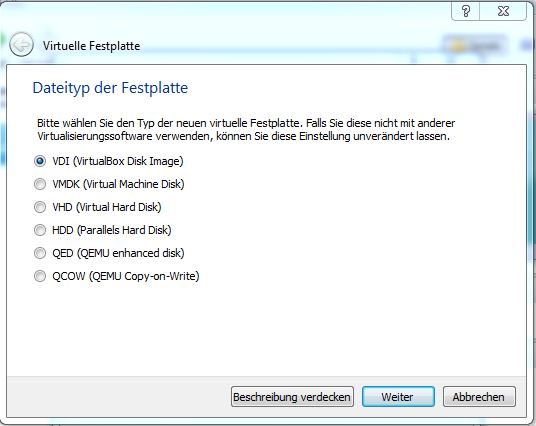 Virtuelle Festplatte
Dateityp der Festplatte
Bitte wählen Sie den Typ der neuen virtuelle Festplatte. Falls Sie diese nicht mit anderer
Virtualisierungssoftware verwenden, können Sie diese Einstellung unverändert lassen.
VDI (VirtualBox Disk Image)
VMDK (Virtual Machine Disk)
VHD (Virtual Hard Disk)
HDD (Parallels Hard Disk)
QED (QEMU enhanced disk)
QCOW (QEMU Copy-on-Write)
Beschreibung verdecken Weiter Abbrechen